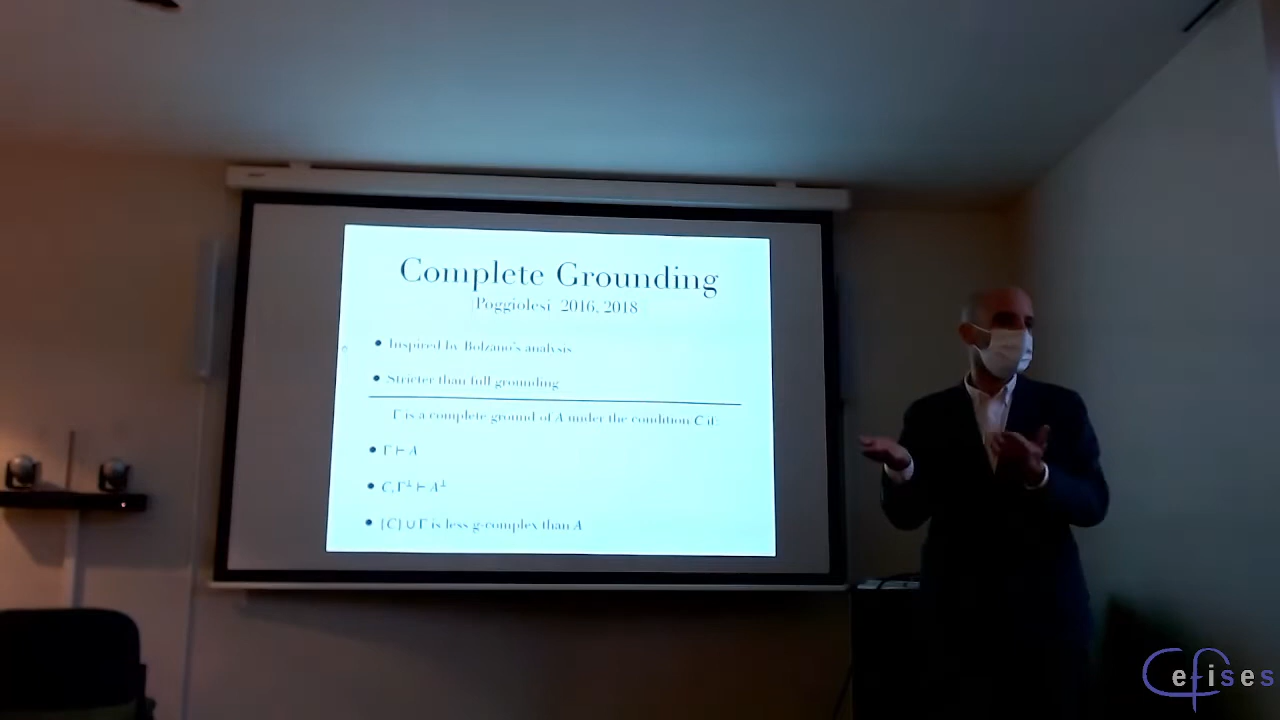 Complete Grounding
[Poggiolesi 2016, 2018]
• Inspired by Bolzano's analysis
• Stricter than full grounding
Γ is a complete ground of A under the condition C if:
• Γ ⊢ A
• C, Γ⊥ ⊢ A⊥
• {C} ∪ Γ is less g-complex than A
Cefises